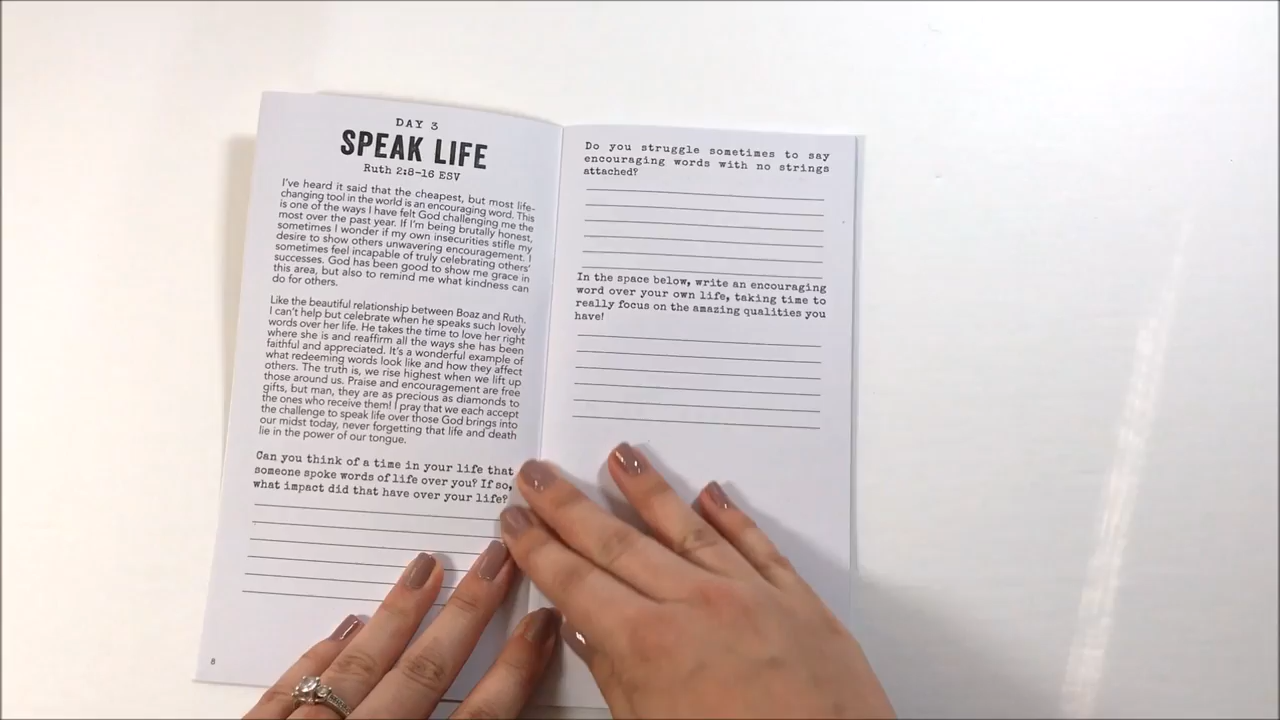 DAY 3
SPEAK LIFE
Ruth 2:8-16 ESV
I've heard it said that the cheapest, but most life-
changing tool in the world is an encouraging word. This
is one of the ways I have felt God challenging me the
most over the past year. If I'm being brutally honest,
sometimes I wonder if my own insecurities stifle my
desire to show others unwavering encouragement. I
sometimes feel incapable of truly celebrating others'
successes. God has been good to show me grace in
this area, but also to remind me what kindness can
do for others.
Like the beautiful relationship between Boaz and Ruth.
I can't help but celebrate when he speaks such lovely
words over her life. He takes the time to love her right
where she is and reaffirm all the ways she has been
faithful and appreciated. It's a wonderful example of
what redeeming words look like and how they affect
others. The truth is, we rise highest when we lift up
those around us. Praise and encouragement are free
gifts, but man, they are as precious as diamonds to
the ones who receive them! I pray that we each accept
the challenge to speak life over those God brings into
our midst today, never forgetting that life and death
lie in the power of our tongue.
Can you think of a time in your life that
someone spoke words of life over you? If so,
what impact did that have over your life?
8
Do you struggle sometimes to say
encouraging words with no strings
attached?
In the space below, write an encouraging
word over your own life, taking time to
really focus on the amazing qualities you
have!